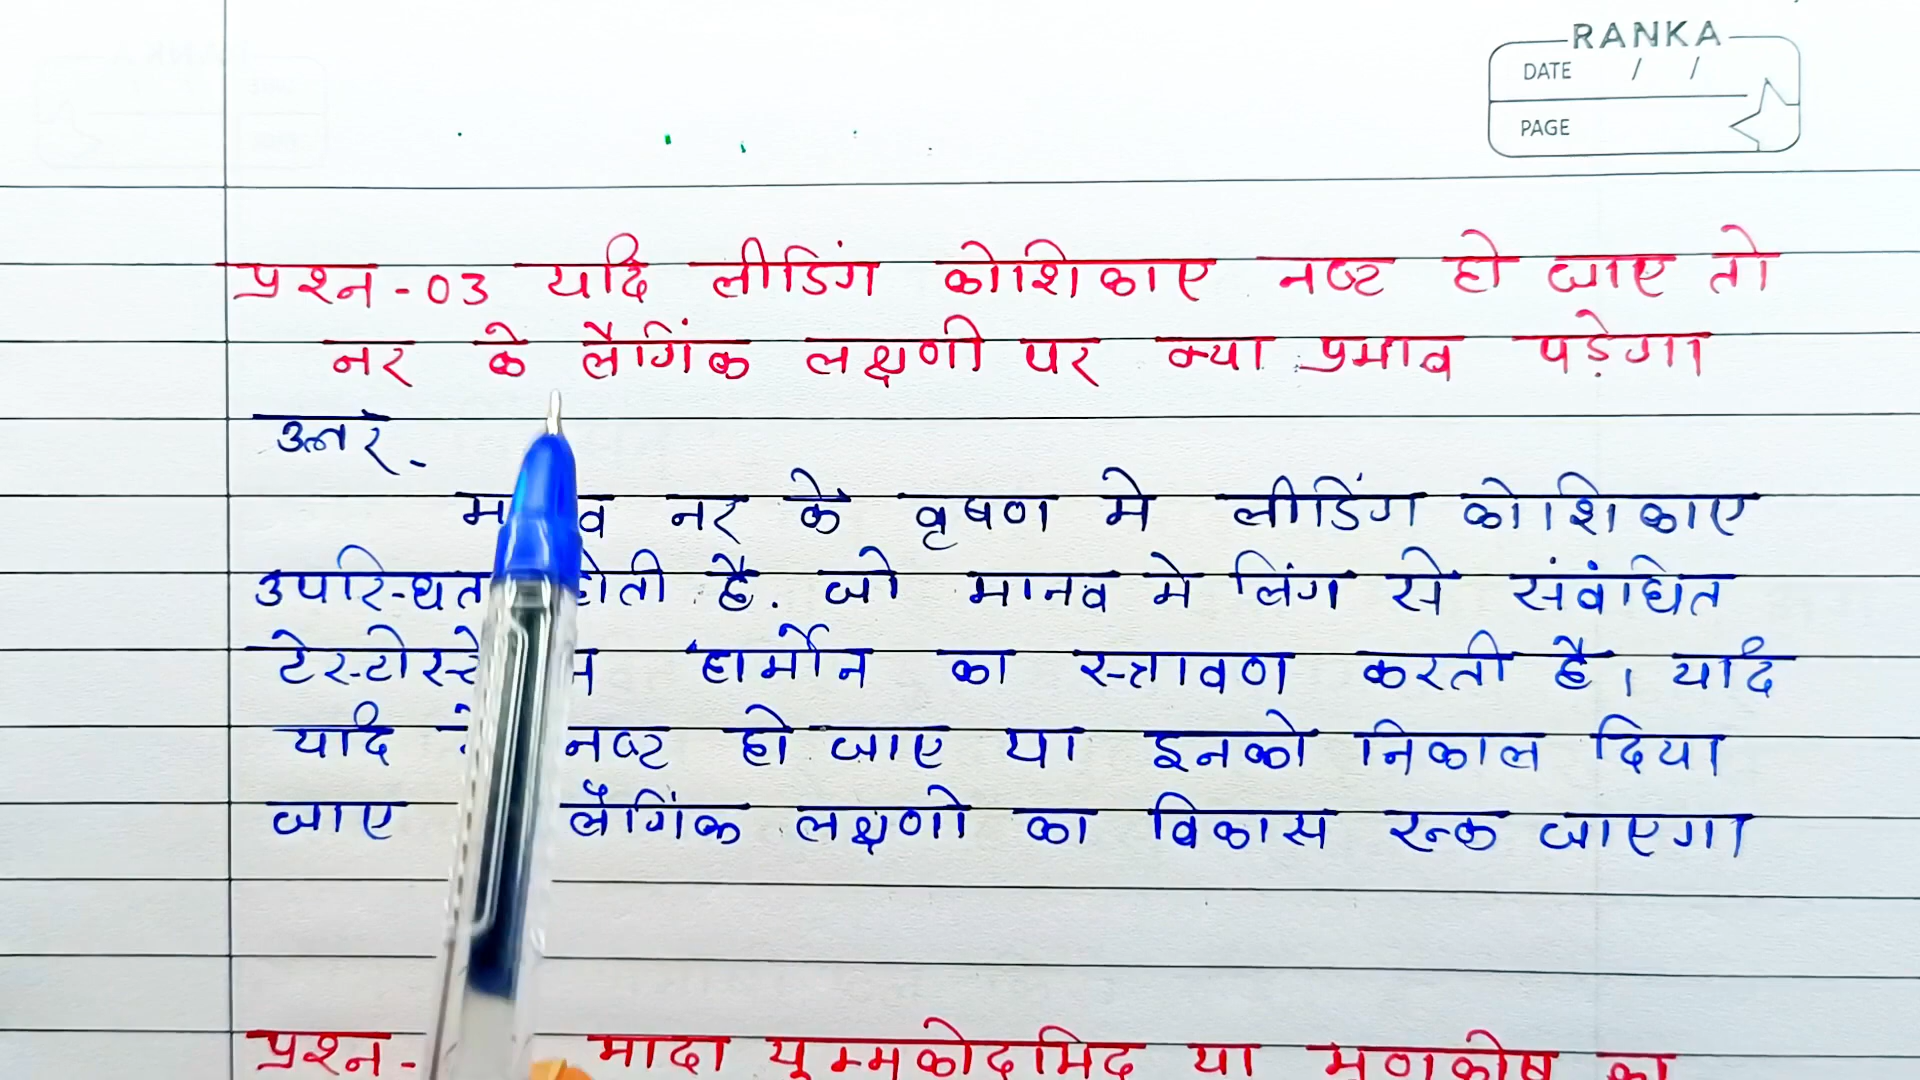 RANKA
DATE / /
PAGE
प्रश्न-03 यदि लीडिंग कोशिकाए नष्ट हो जाए तो
नर के लैगिंक लक्षणो पर क्या प्रभाव पड़ेगा
उत्तर -
नर के वृषण मे लीडिंग कोशिकाए
उपस्थित होती है. जो मानव मे लिंग से संबंधित
हार्मोन का स्त्रावण करती है। यदि
यदि नष्ट हो जाए या इनको निकाल दिया
जाए लैगिंक लक्षणो का विकास रूक जाएगा
प्रश्न- मादा युग्मकोदभिद या भ्रूणकोष का